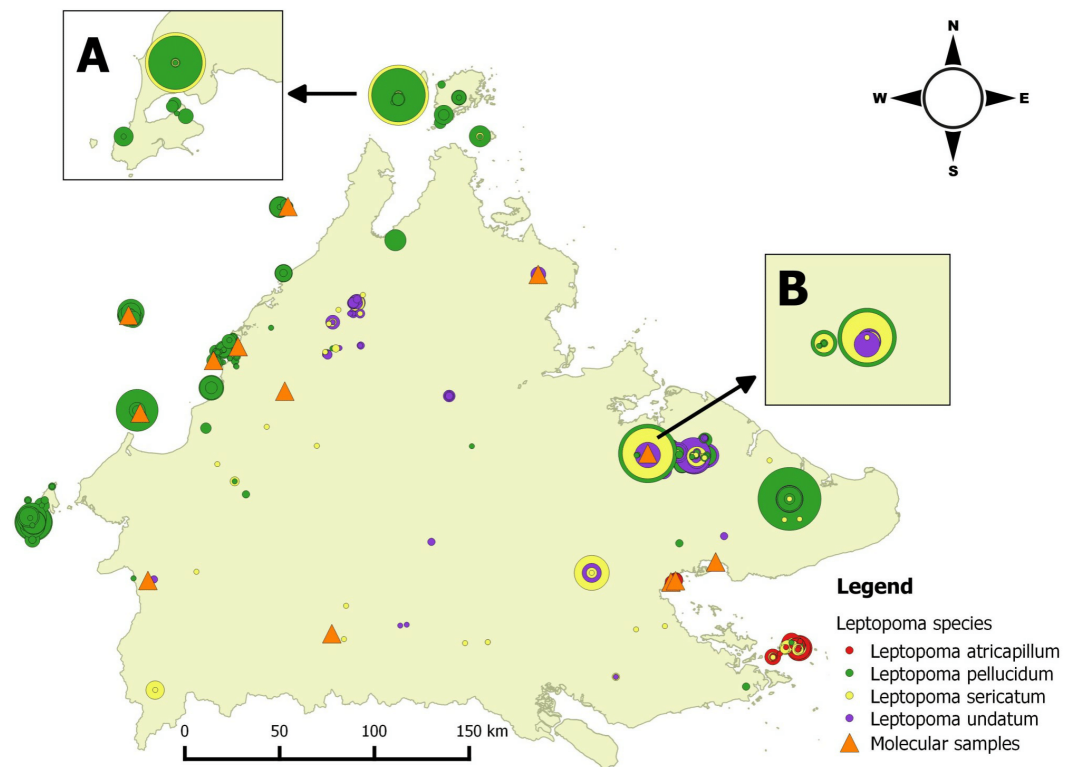 A
N
W
E
S
B
Legend
Leptopoma species
Leptopoma atricapillum
Leptopoma pellucidum
Leptopoma sericatum
Leptopoma undatum
Molecular samples
0 50 100 150 km